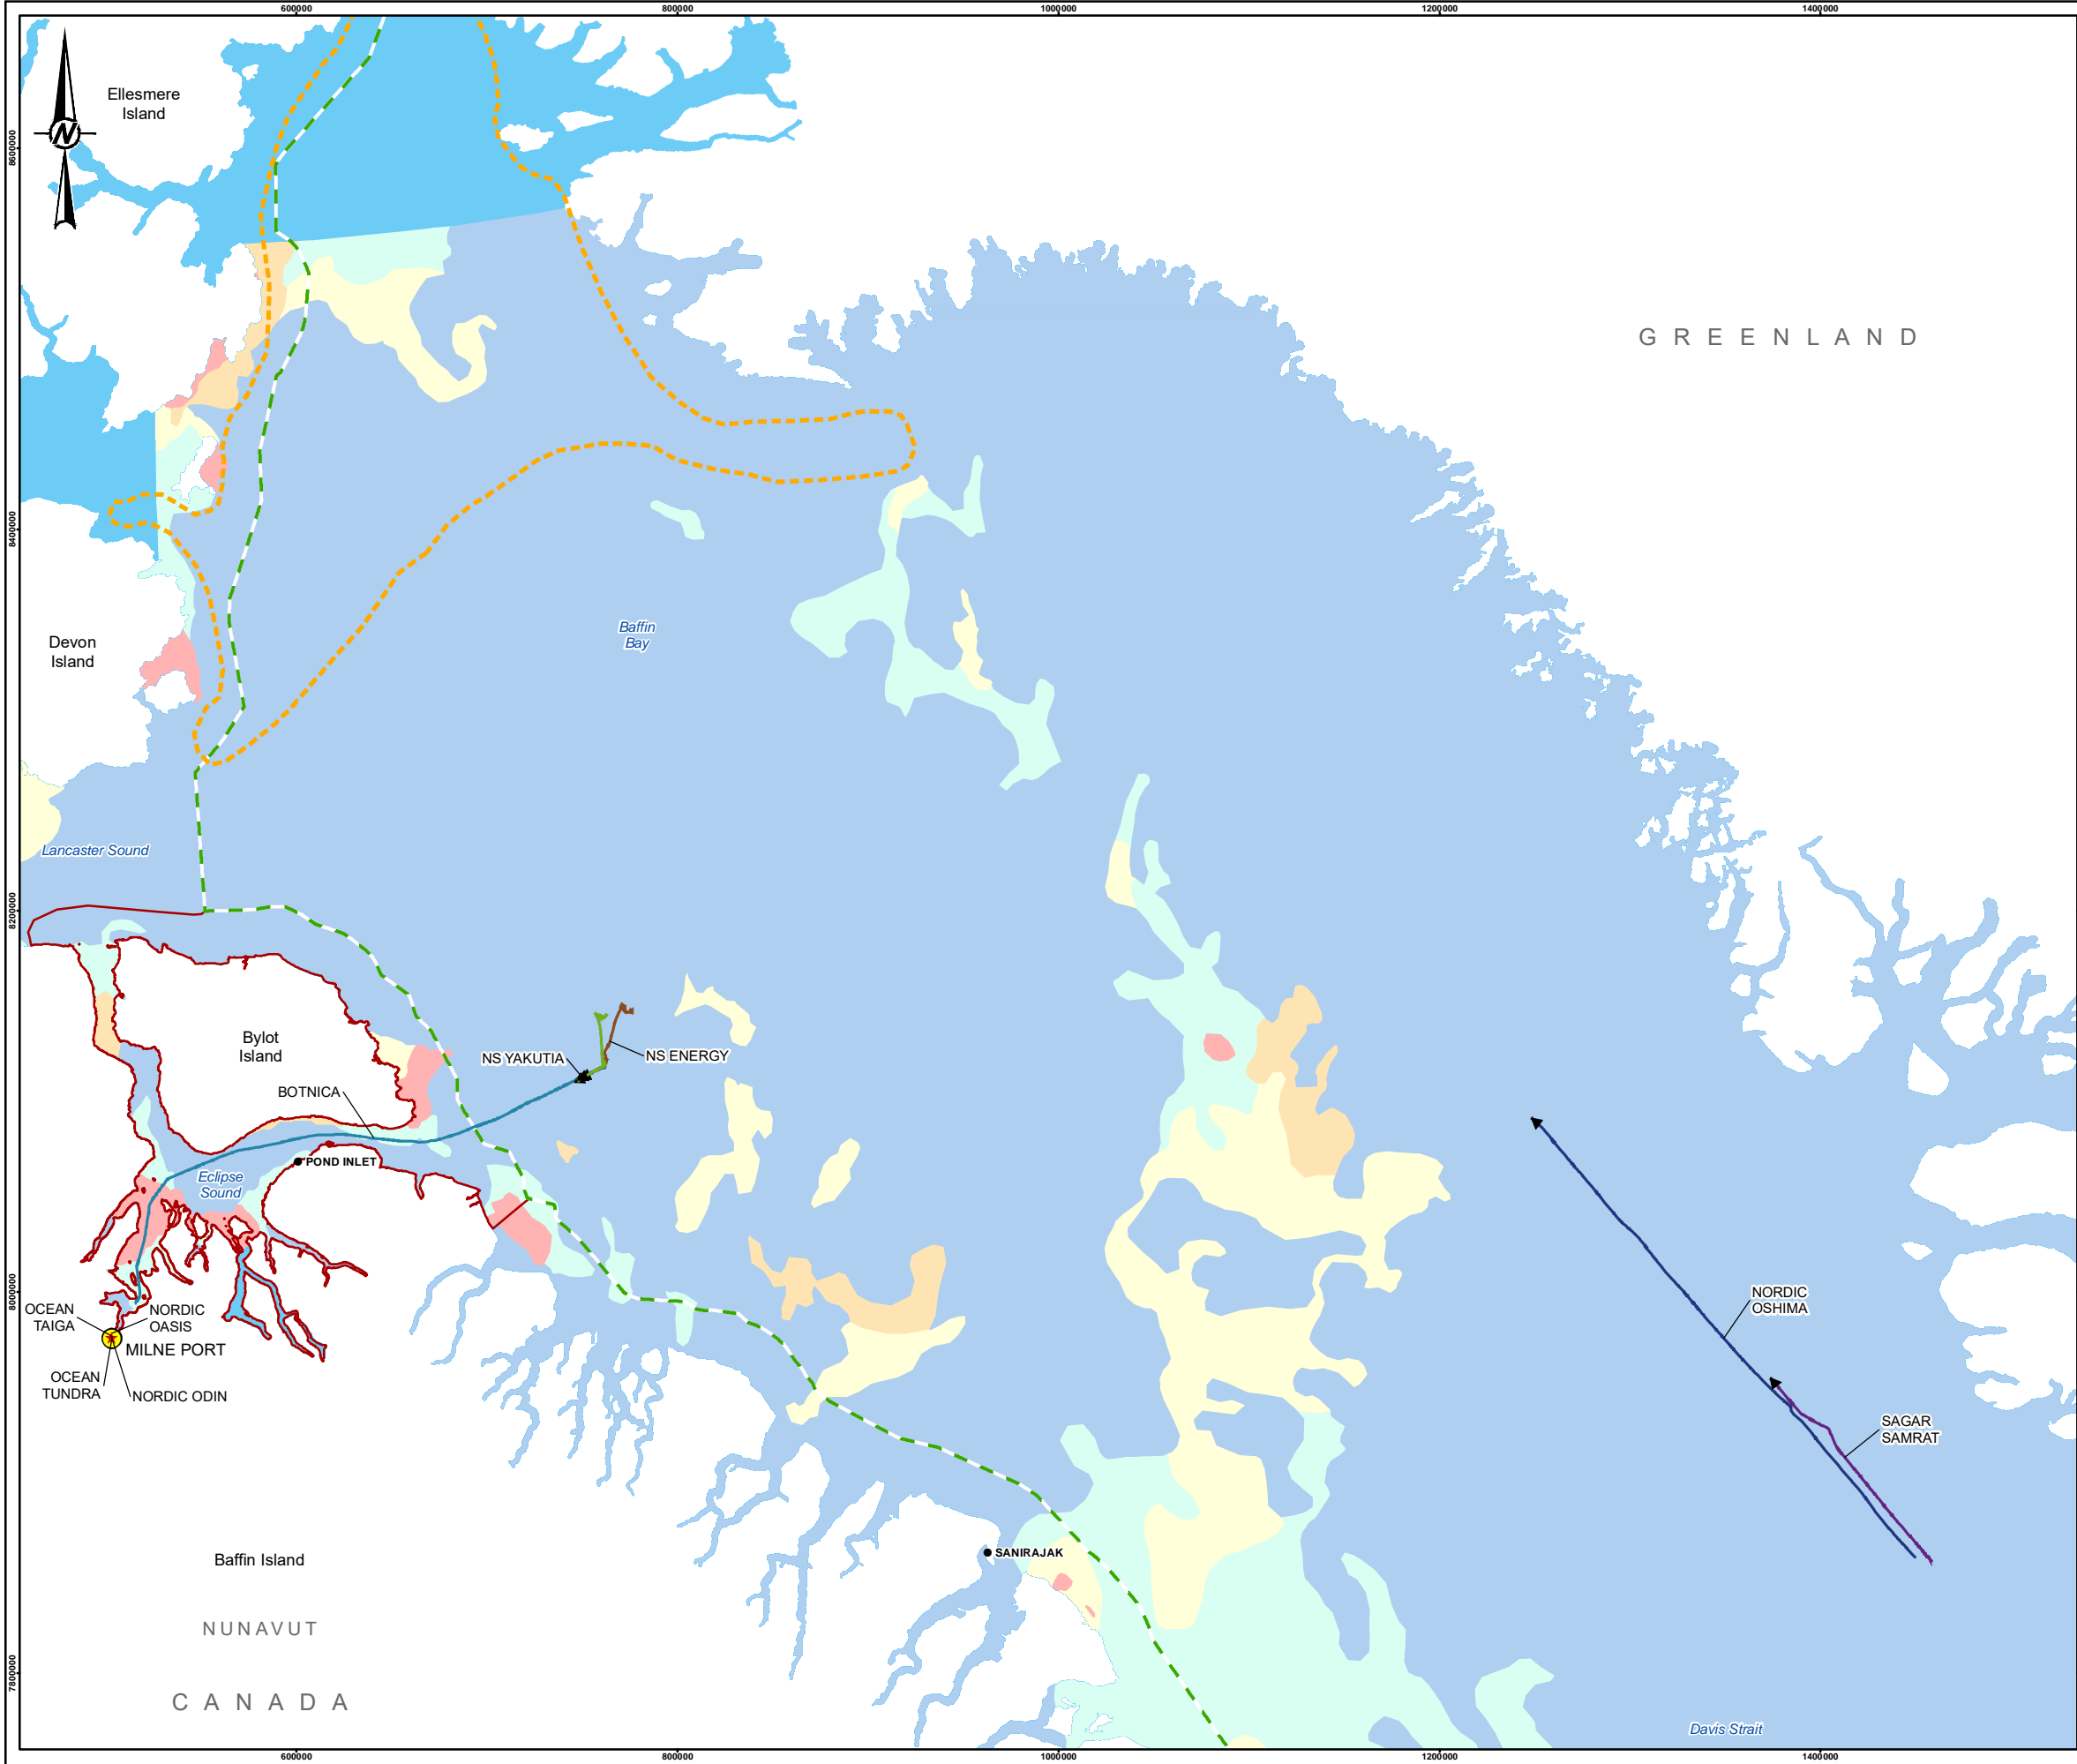 600000
800000
1000000
1200000
1400000
Ellesmere
Island
N
8600000
GREENLAND
8400000
Baffin
Bay
Devon
Island
Lancaster Sound
8200000
Bylot
Island
NS YAKUTIA
NS ENERGY
BOTNICA
POND INLET
Eclipse
Sound
8000000
OCEAN
TAIGA
NORDIC
OASIS
MILNE PORT
OCEAN
TUNDRA
NORDIC ODIN
NORDIC
OSHIMA
SAGAR
SAMRAT
SANIRAJAK
Baffin Island
NUNAVUT
7800000
CANADA
Davis Strait
600000
800000
1000000
1200000
1400000